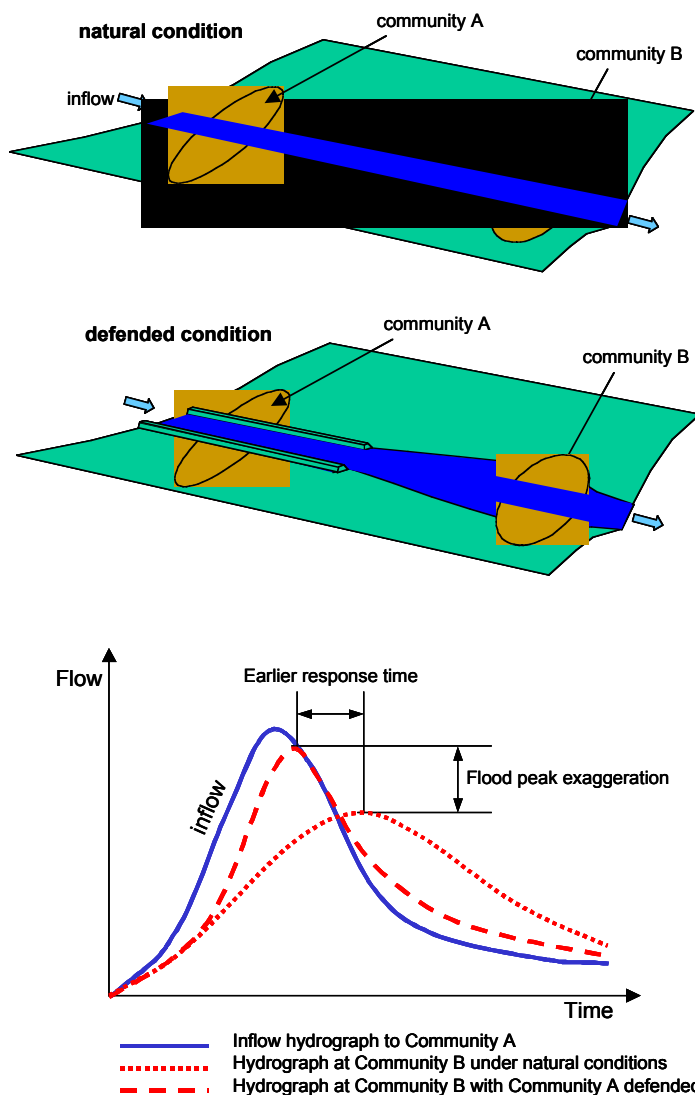 natural condition
community A
community B
inflow
defended condition
community A
community B
Flow
Earlier response time
Flood peak exaggeration
inflow
Time
Inflow hydrograph to Community A
Hydrograph at Community B under natural conditions
Hydrograph at Community B with Community A defended